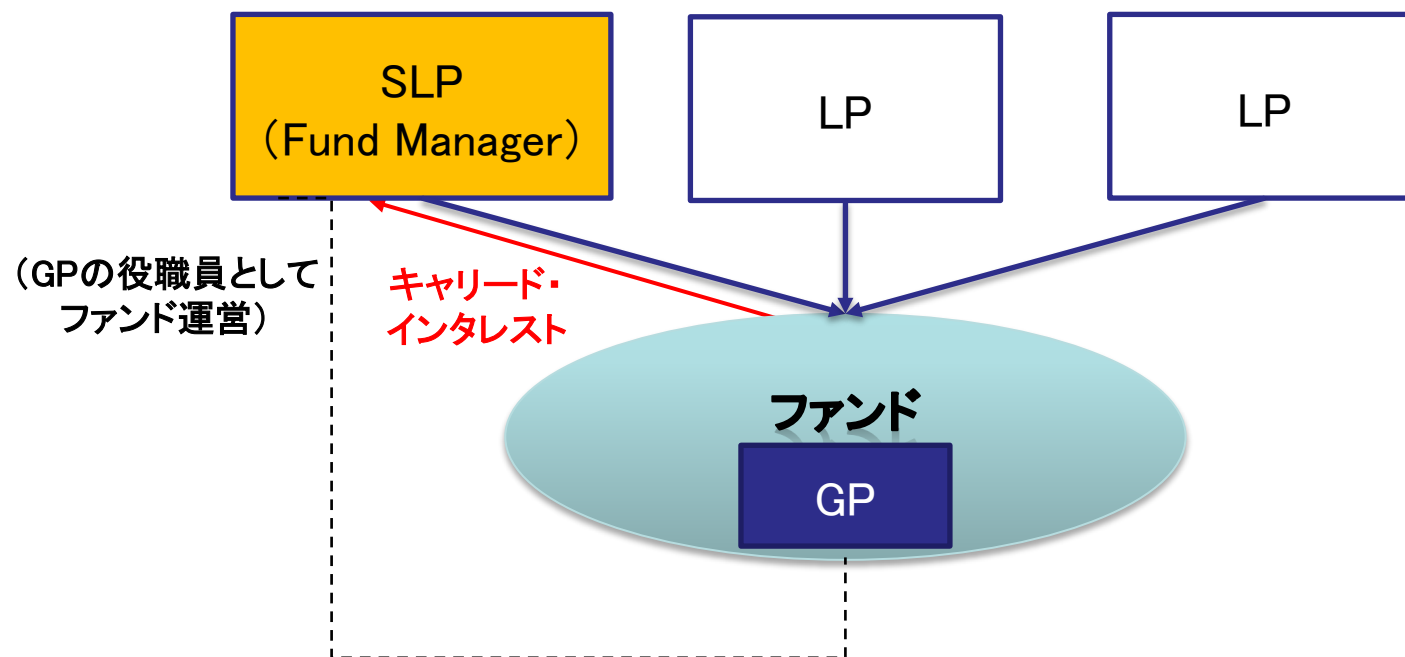 SLP
（Fund Manager）
LP
LP
（GPの役職員として
ファンド運営）
キャリード・
インタレスト
ファンド
GP